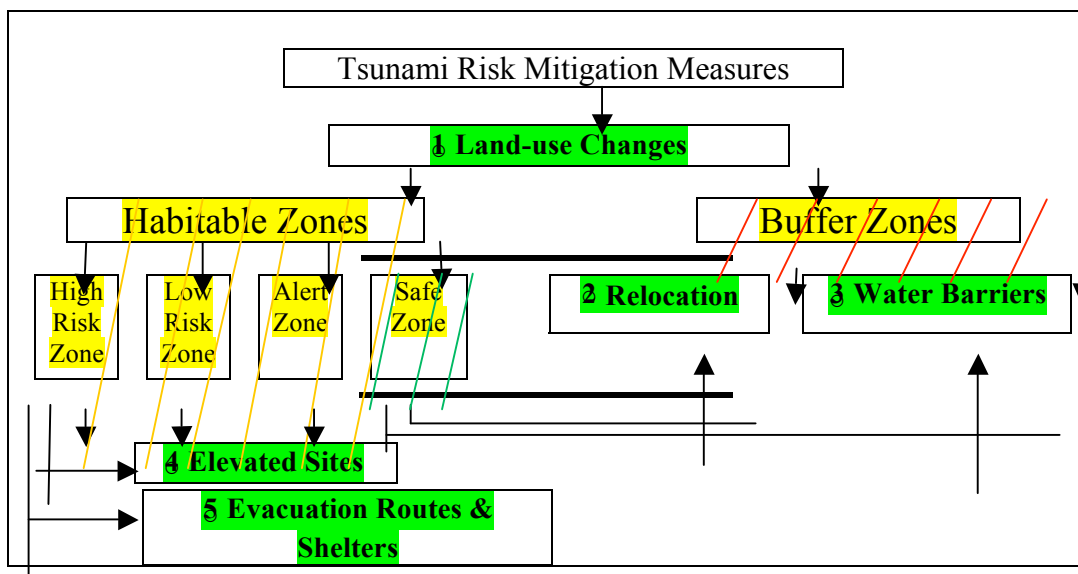 Tsunami Risk Mitigation Measures
1 Land-use Changes
Habitable Zones
Buffer Zones
High
Risk
Zone
Low
Risk
Zone
Alert
Zone
Safe
Zone
2 Relocation
3 Water Barriers
4 Elevated Sites
5 Evacuation Routes &
Shelters